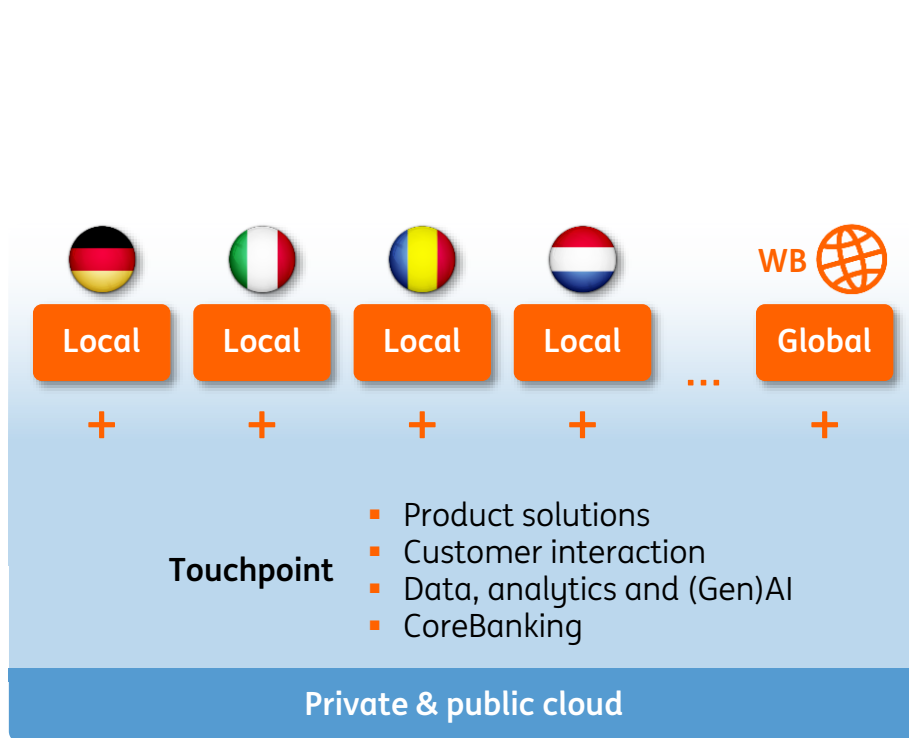 WB
Local
Local
Local
Local
...
Global
+
+
+
+
+
Touchpoint
▪ Product solutions
▪ Customer interaction
▪ Data, analytics and (Gen)AI
▪ CoreBanking
Private & public cloud